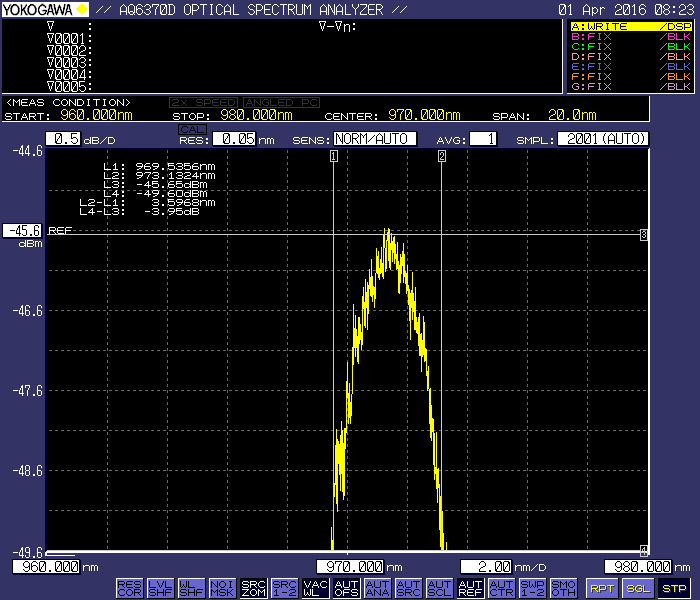 YOKOGAWA // AQ6370D OPTICAL SPECTRUM ANALYZER // 01 Apr 2016 08:23
∇ : ∇-∇n:
∇0001:
∇0002:
∇0003:
∇0004:
∇0005:
A:WRITE /DSP
B:FIX /BLK
C:FIX /BLK
D:FIX /BLK
E:FIX /BLK
F:FIX /BLK
G:FIX /BLK
<MEAS CONDITION> 2x SPEED ANGLED PC
START: 960.000nm STOP: 980.000nm CENTER: 970.000nm SPAN: 20.0nm
CAL
0.5 dB/D RES: 0.05 nm SENS: NORM/AUTO AVG: 1 SMPL: 2001(AUTO)
-44.6
1 2
L1: 969.5356nm
L2: 973.1324nm
L3: -45.65dBm
L4: -49.60dBm
L2-L1: 3.5968nm
L4-L3: -3.95dB
-45.6 REF 3
dBm
-46.6
-47.6
-48.6
-49.6 4
960.000 nm 970.000 nm 2.00 nm/D 980.000 nm
RES COR
LVL SHF
WL SHF
NOI MSK
SRC ZOM
SRC 1-2
VAC WL
AUT OFS
AUT ANA
AUT SRC
AUT SCL
AUT REF
AUT CTR
SWP 1-2
SMO OTH
RPT
SGL
STP